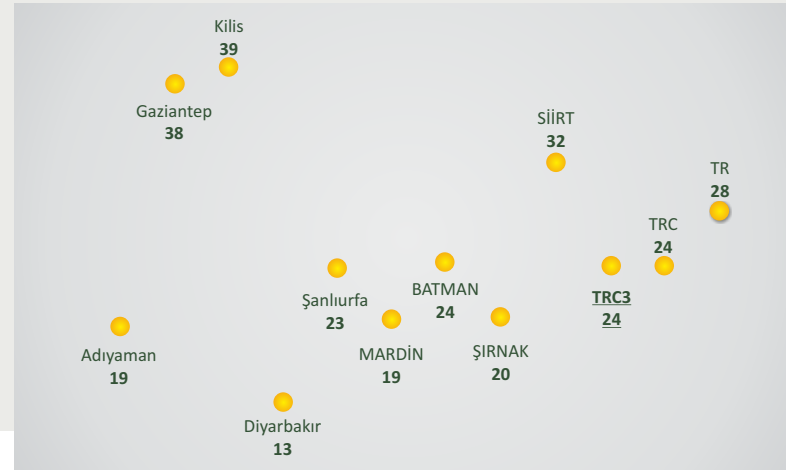 Kilis
39
Gaziantep
38
SİİRT
32
TR
28
TRC
24
Şanlıurfa
23
BATMAN
24
TRC3
24
Adıyaman
19
MARDİN
19
ŞIRNAK
20
Diyarbakır
13